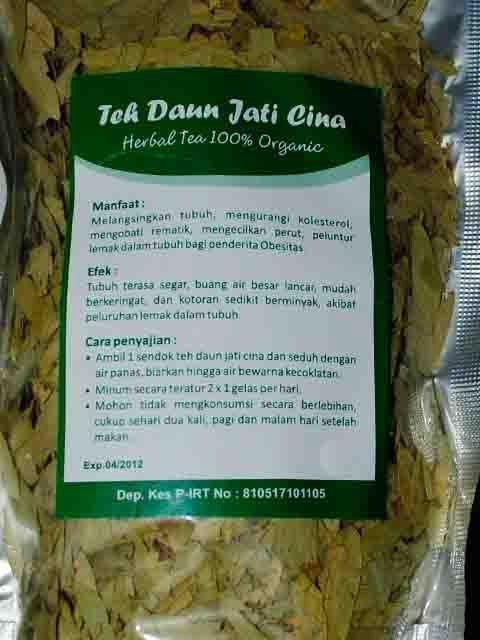 Teh Daun Jati Cina
Herbal Tea 100% Organic
Manfaat :
Melangsingkan tubuh, mengurangi kolesterol,
mengobati rematik, mengecilkan perut, peluntur
lemak dalam tubuh bagi penderita Obesitas
Efek :
Tubuh terasa segar, buang air besar lancar, mudah
berkeringat, dan kotoran sedikit berminyak, akibat
peluruhan lemak dalam tubuh
Cara penyajian :
• Ambil 1 sendok teh daun jati cina dan seduh dengan
air panas, biarkan hingga air bewarna kecoklatan.
• Minum secara teratur 2 x 1 gelas per hari.
• Mohon tidak mengkonsumsi secara berlebihan,
cukup sehari dua kali, pagi dan malam hari setelah
makan.
Exp.04/2012
Dep. Kes P-IRT No : 810517101105